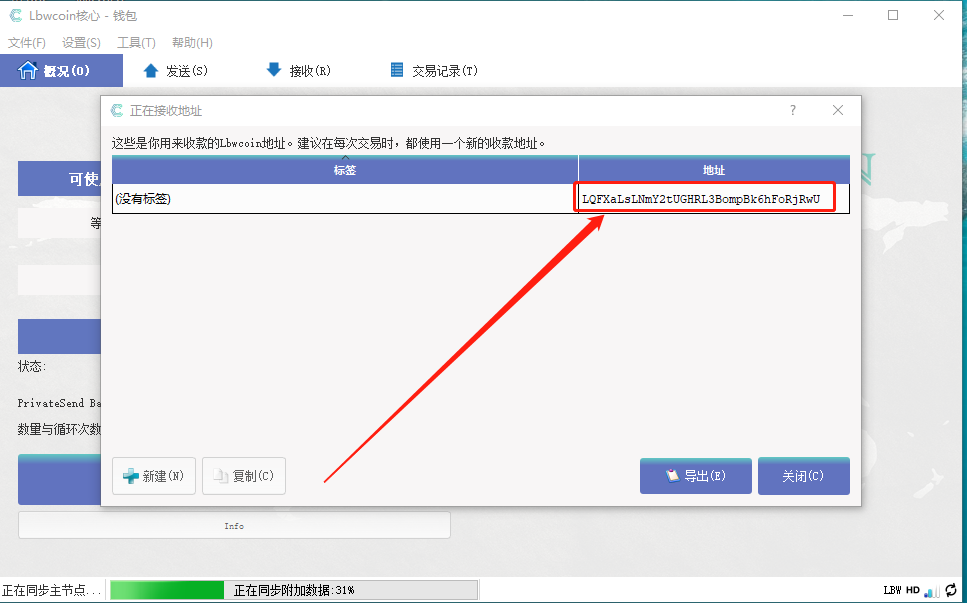 Lbwcoin核心 - 钱包
文件(F) 设置(S) 工具(T) 帮助(H)
概况(O) 发送(S) 接收(R) 交易记录(T)
正在接收地址 ?
这些是你用来收款的Lbwcoin地址。建议在每次交易时，都使用一个新的收款地址。
标签 地址
(没有标签) LQFXaLsLNmY2tUGHRL3BompBk6hFoRjRwU
可使
等
状态:
PrivateSend Ba
数量与循环次数
新建(N) 复制(C) 导出(E) 关闭(C)
Info
正在同步主节点... 正在同步附加数据:31% LBW HD